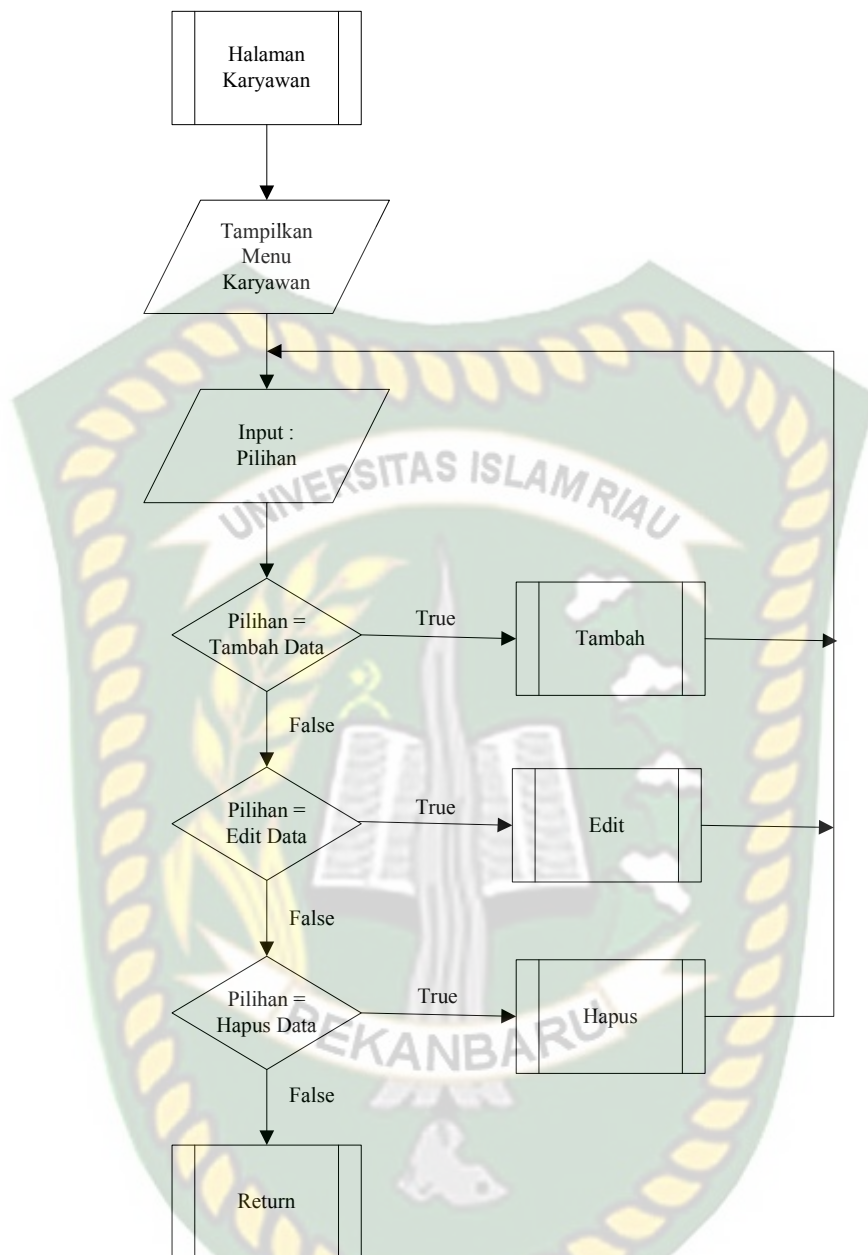 Halaman
Karyawan
Tampilkan
Menu
Karyawan
Input :
Pilihan
UNIVERSITAS ISLAM RIAU
Pilihan =
Tambah Data
True
Tambah
False
Pilihan =
Edit Data
True
Edit
False
Pilihan =
Hapus Data
True
Hapus
PEKANBARU
False
Return